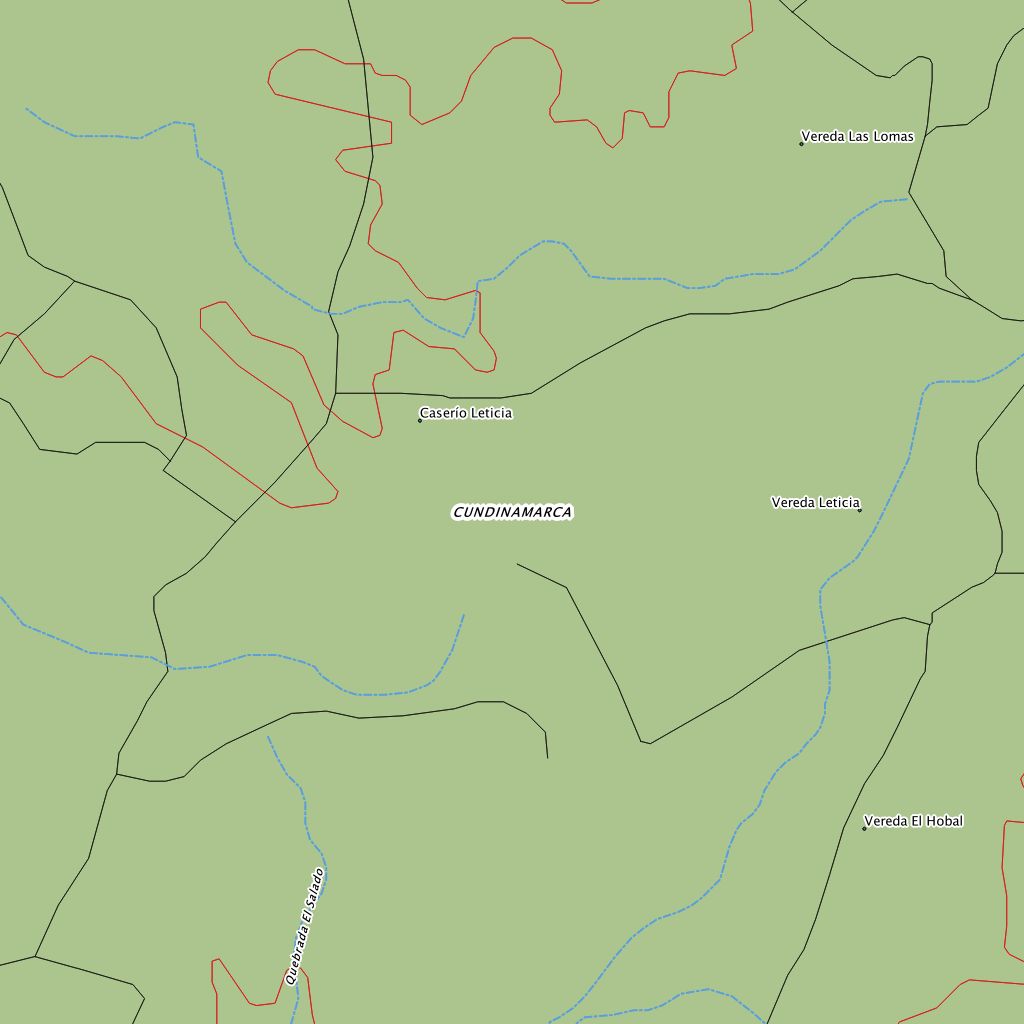 Vereda Las Lomas
Caserío Leticia
Vereda Leticia
CUNDINAMARCA
Vereda El Hobal
Quebrada El Salado